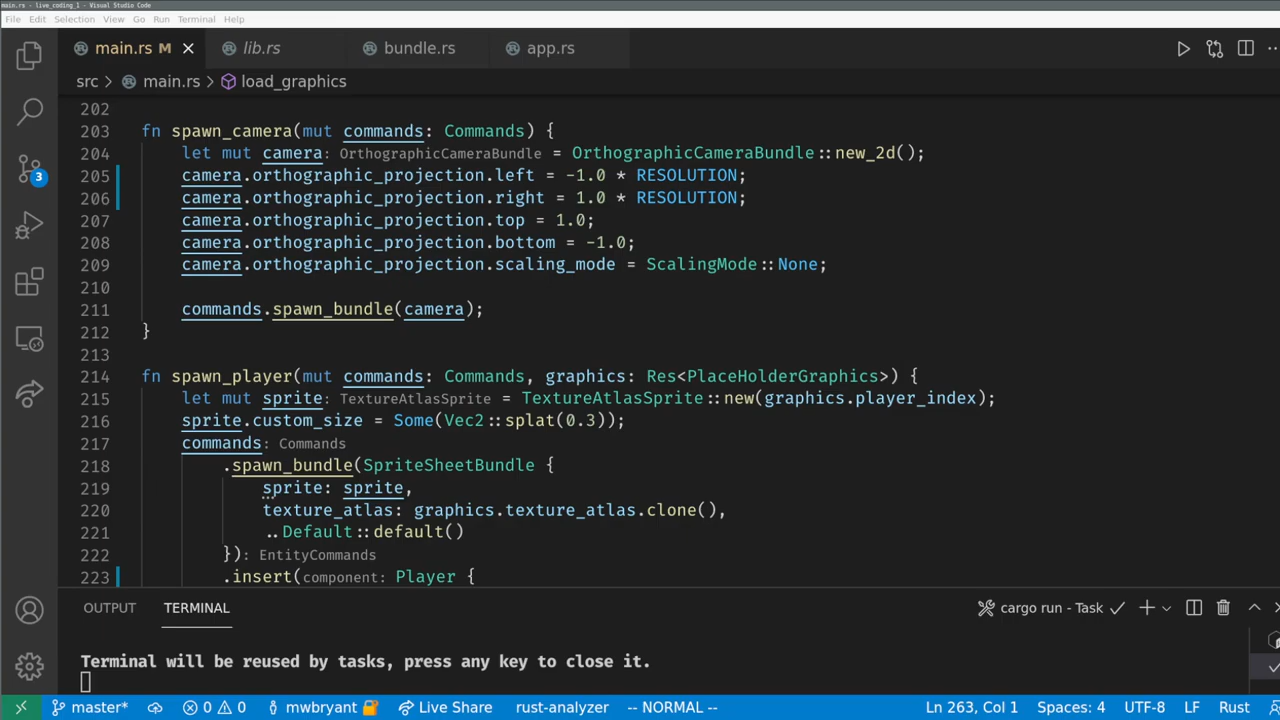 main.rs - live_coding_1 - Visual Studio Code
File Edit Selection View Go Run Terminal Help
main.rs M lib.rs bundle.rs app.rs
src > main.rs > load_graphics
202
203 fn spawn_camera(mut commands: Commands) {
204 let mut camera: OrthographicCameraBundle = OrthographicCameraBundle::new_2d();
205 camera.orthographic_projection.left = -1.0 * RESOLUTION;
206 camera.orthographic_projection.right = 1.0 * RESOLUTION;
207 camera.orthographic_projection.top = 1.0;
208 camera.orthographic_projection.bottom = -1.0;
209 camera.orthographic_projection.scaling_mode = ScalingMode::None;
210
211 commands.spawn_bundle(camera);
212 }
213
214 fn spawn_player(mut commands: Commands, graphics: Res<PlaceHolderGraphics>) {
215 let mut sprite: TextureAtlasSprite = TextureAtlasSprite::new(graphics.player_index);
216 sprite.custom_size = Some(Vec2::splat(0.3));
217 commands: Commands
218 .spawn_bundle(SpriteSheetBundle {
219 sprite: sprite,
220 texture_atlas: graphics.texture_atlas.clone(),
221 ..Default::default()
222 }): EntityCommands
223 .insert(component: Player {
3
OUTPUT TERMINAL cargo run - Task
Terminal will be reused by tasks, press any key to close it.
master* 0 0 mwbryant Live Share rust-analyzer -- NORMAL -- Ln 263, Col 1 Spaces: 4 UTF-8 LF Rust